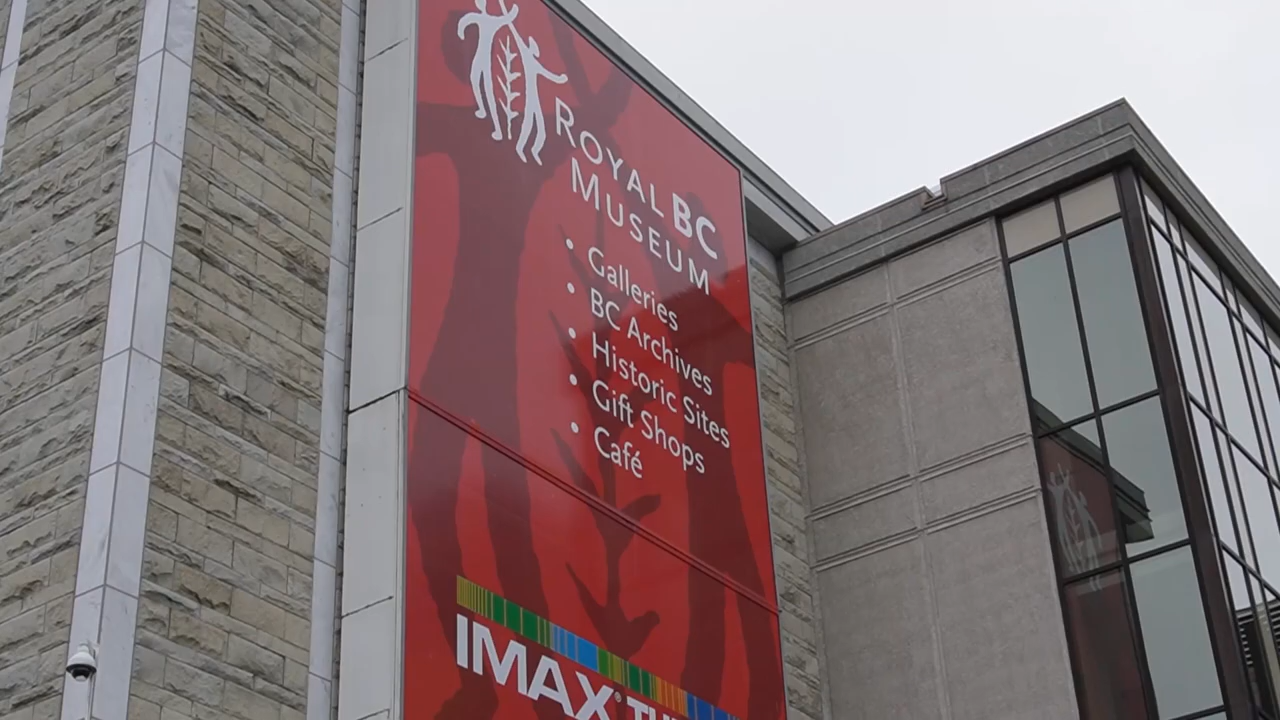 ROYAL BC
MUSEUM
• Galleries
• BC Archives
• Historic Sites
• Gift Shops
• Café
IMAX®